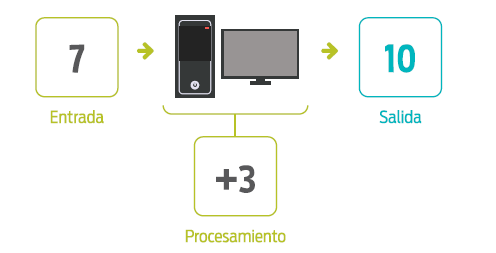 7
10
Entrada
Salida
+3
Procesamiento